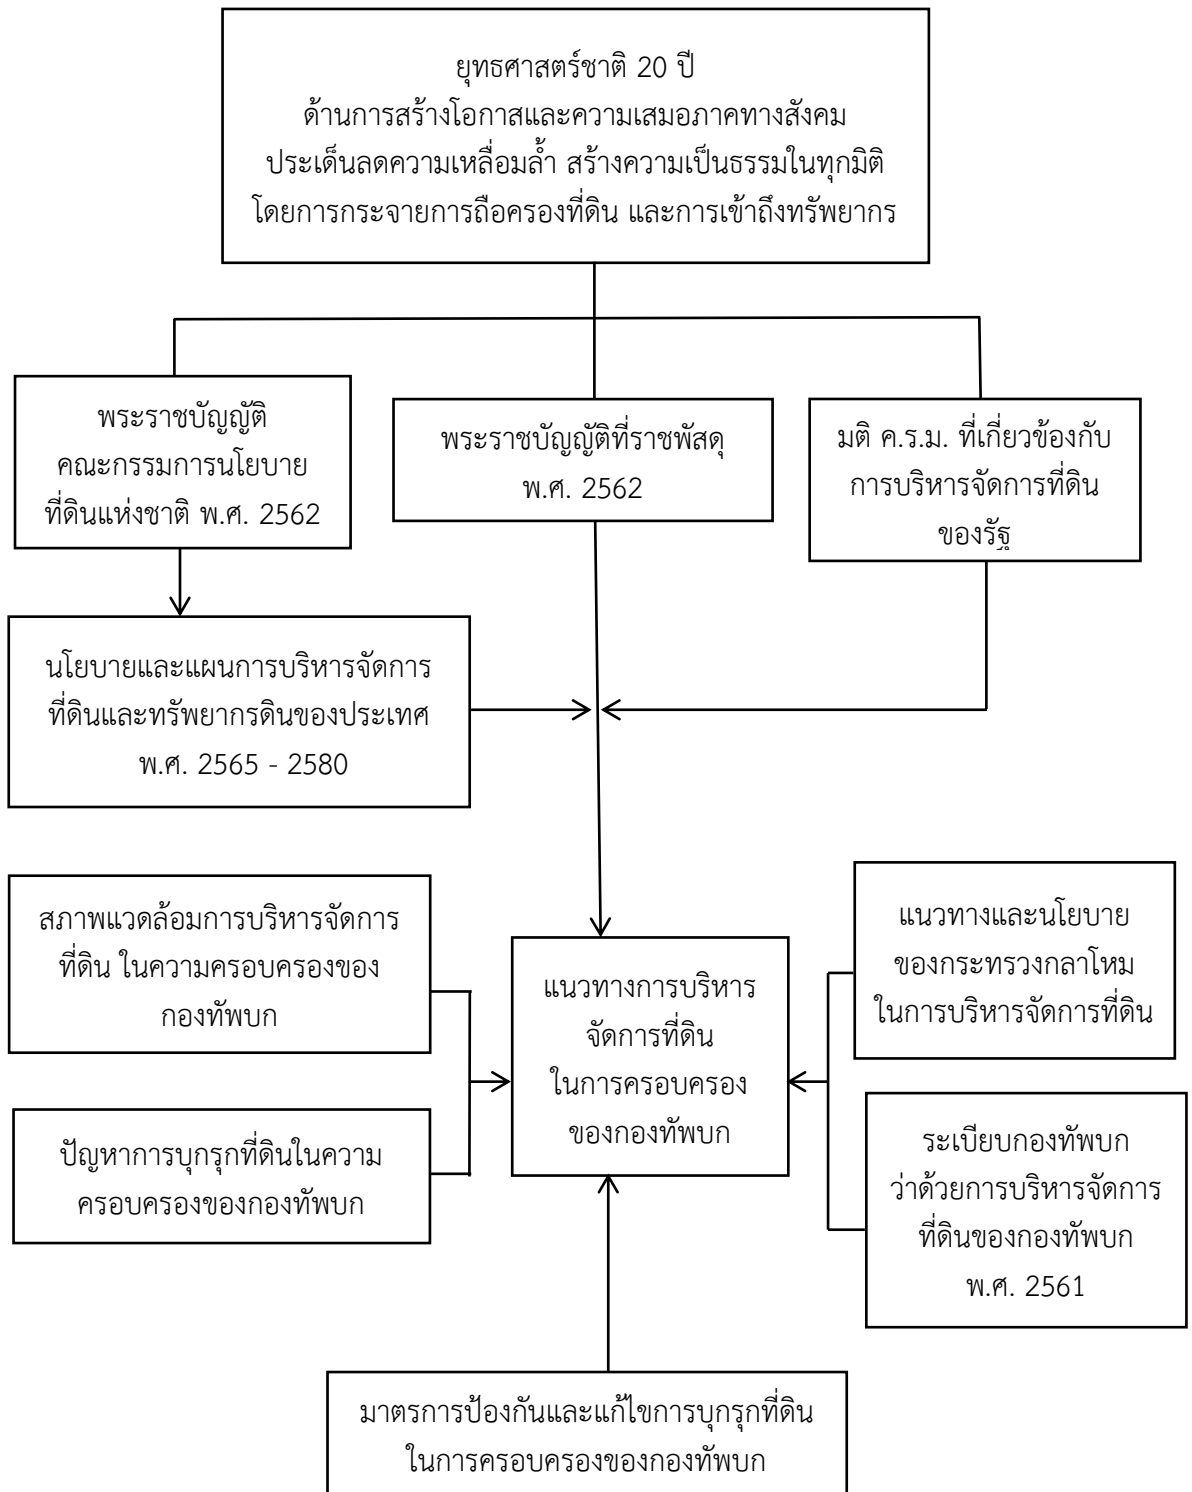 ยุทธศาสตร์ชาติ 20 ปี
ด้านการสร้างโอกาสและความเสมอภาคทางสังคม
ประเด็นลดความเหลื่อมล้ำ สร้างความเป็นธรรมในทุกมิติ
โดยการกระจายการถือครองที่ดิน และการเข้าถึงทรัพยากร
พระราชบัญญัติ
คณะกรรมการนโยบาย
ที่ดินแห่งชาติ พ.ศ. 2562
พระราชบัญญัติที่ราชพัสดุ
พ.ศ. 2562
มติ ค.ร.ม. ที่เกี่ยวข้องกับ
การบริหารจัดการที่ดิน
ของรัฐ
นโยบายและแผนการบริหารจัดการ
ที่ดินและทรัพยากรดินของประเทศ
พ.ศ. 2565 - 2580
สภาพแวดล้อมการบริหารจัดการ
ที่ดิน ในความครอบครองของ
กองทัพบก
แนวทางการบริหาร
จัดการที่ดิน
ในการครอบครอง
ของกองทัพบก
แนวทางและนโยบาย
ของกระทรวงกลาโหม
ในการบริหารจัดการที่ดิน
ปัญหาการบุกรุกที่ดินในความ
ครอบครองของกองทัพบก
ระเบียบกองทัพบก
ว่าด้วยการบริหารจัดการ
ที่ดินของกองทัพบก
พ.ศ. 2561
มาตรการป้องกันและแก้ไขการบุกรุกที่ดิน
ในการครอบครองของกองทัพบก